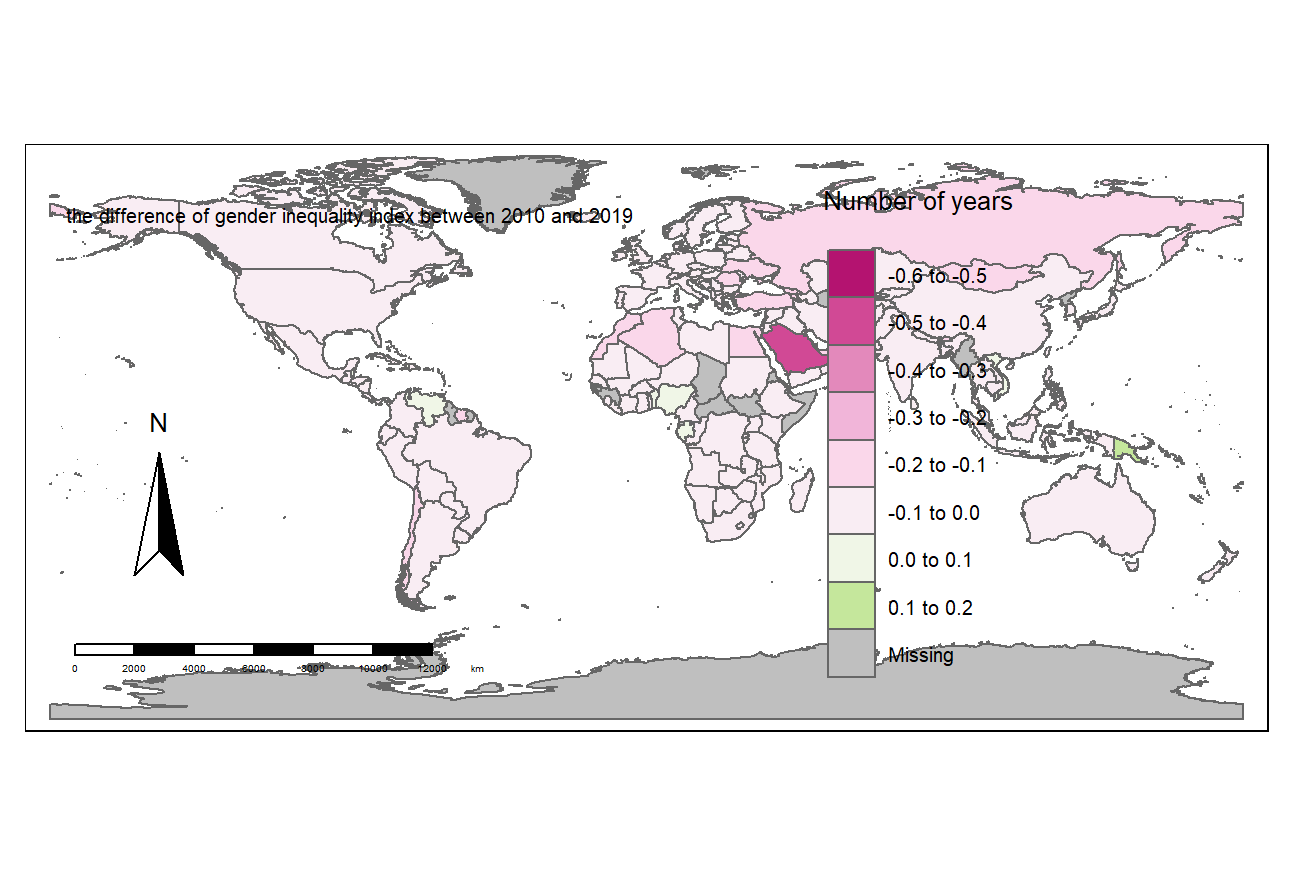 the difference of gender inequality index between 2010 and 2019
Number of years
-0.6 to -0.5
-0.5 to -0.4
-0.4 to -0.3
-0.3 to -0.2
-0.2 to -0.1
-0.1 to 0.0
0.0 to 0.1
0.1 to 0.2
Missing
N
0 2000 4000 6000 8000 10000 12000 km